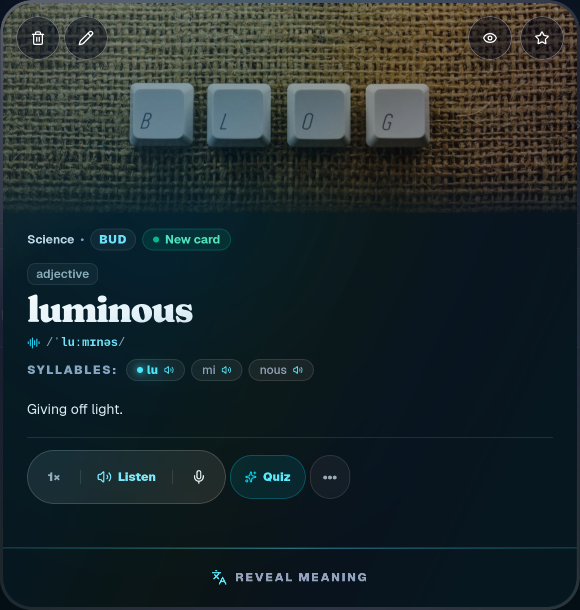 B L O G
Science • BUD • New card
adjective
luminous
/ˈluːmɪnəs/
SYLLABLES: • lu mi nous
Giving off light.
1× Listen Quiz •••
REVEAL MEANING